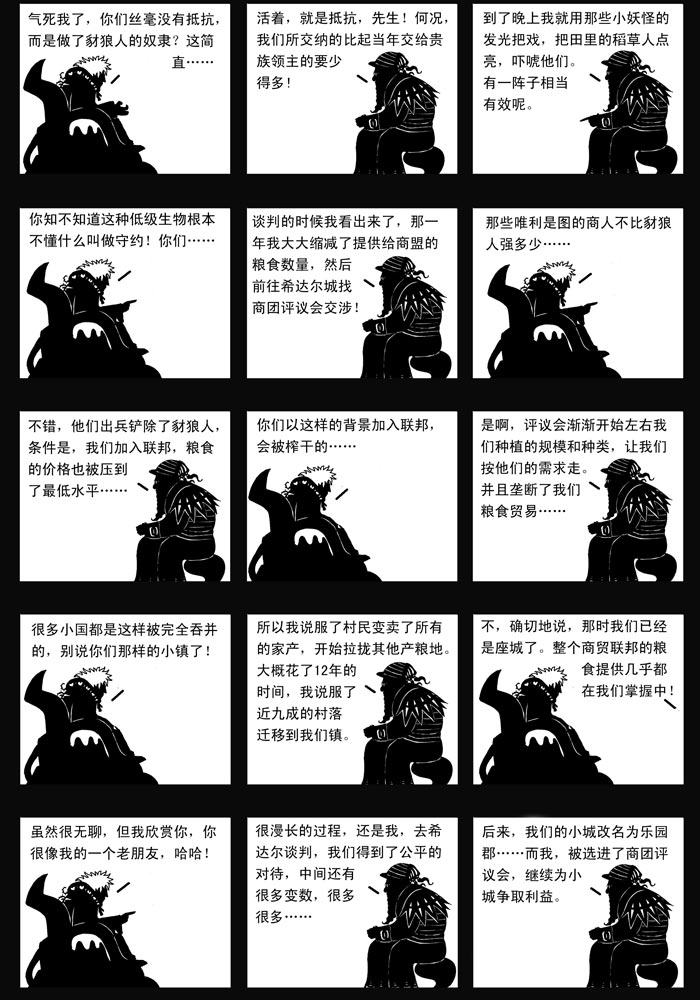 气死我了，你们丝毫没有抵抗，
而是做了豺狼人的奴隶？这简
直……
活着，就是抵抗，先生！何况，
我们所交纳的比起当年交给贵
族领主的要少
得多！
到了晚上我就用那些小妖怪的
发光把戏，把田里的稻草人点
亮，吓唬他们。
有一阵子相当
有效呢。
你知不知道这种低级生物根本
不懂什么叫做守约！你们……
谈判的时候我看出来了，那一
年我大大缩减了提供给商盟的
粮食数量，然后
前往希达尔城找
商团评议会交涉！
那些唯利是图的商人不比豺狼
人强多少……
不错，他们出兵铲除了豺狼人，
条件是，我们加入联邦，粮食
的价格也被压到
了最低水平……
你们以这样的背景加入联邦，
会被榨干的……
是啊，评议会渐渐开始左右我
们种植的规模和种类，让我们
按他们的需求走。
并且垄断了我们
粮食贸易……
很多小国都是这样被完全吞并
的，别说你们那样的小镇了！
所以我说服了村民变卖了所有
的家产，开始拉拢其他产粮地。
大概花了12年的
时间，我说服了
近九成的村落
迁移到我们镇。
不，确切地说，那时我们已经
是座城了。整个商贸联邦的粮
食提供几乎都
在我们掌握中！
虽然很无聊，但我欣赏你，你
很像我的一个老朋友，哈哈！
很漫长的过程，还是我，去希
达尔谈判，我们得到了公平的
对待，中间还有
很多变数，很多
很多……
后来，我们的小城改名为乐园
郡……而我，被选进了商团评
议会，继续为小
城争取利益。